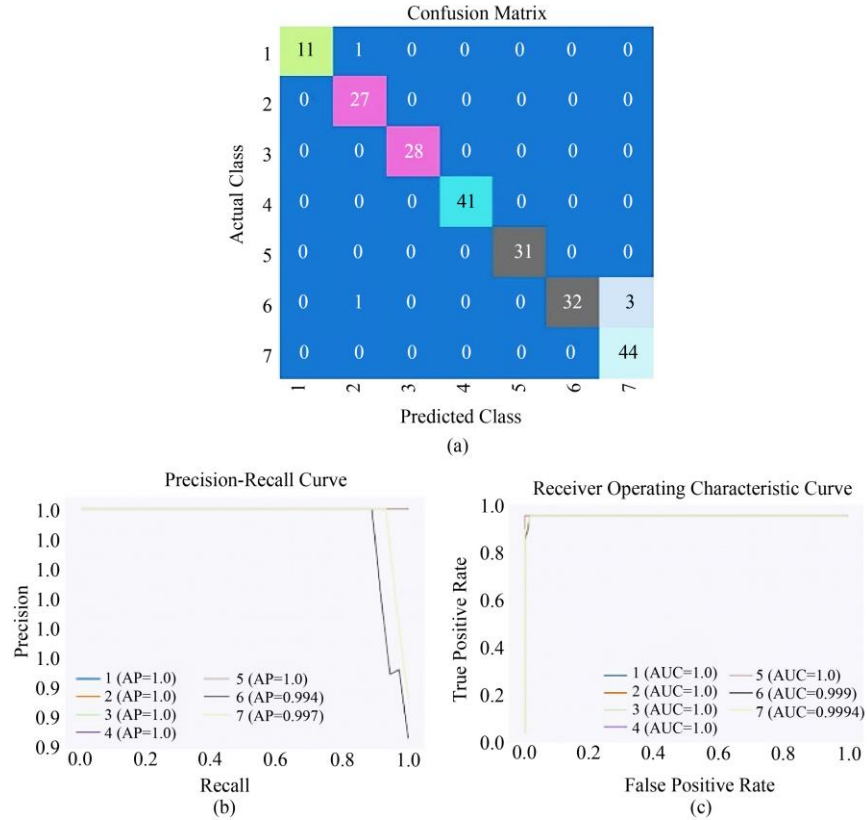 Confusion Matrix
Actual Class
1 11 1 0 0 0 0 0
2 0 27 0 0 0 0 0
3 0 0 28 0 0 0 0
4 0 0 0 41 0 0 0
5 0 0 0 0 31 0 0
6 0 1 0 0 0 32 3
7 0 0 0 0 0 0 44
1 2 3 4 5 6 7
Predicted Class
(a)
Precision-Recall Curve
Precision
1.0
1.0
1.0
1.0
1.0
1.0
0.9
0.9
0.9
1 (AP=1.0)
2 (AP=1.0)
3 (AP=1.0)
4 (AP=1.0)
5 (AP=1.0)
6 (AP=0.994)
7 (AP=0.997)
0.0 0.2 0.4 0.6 0.8 1.0
Recall
(b)
Receiver Operating Characteristic Curve
True Positive Rate
1.0
0.8
0.6
0.4
0.2
0.0
1 (AUC=1.0)
2 (AUC=1.0)
3 (AUC=1.0)
4 (AUC=1.0)
5 (AUC=1.0)
6 (AUC=0.999)
7 (AUC=0.9994)
0.0 0.2 0.4 0.6 0.8 1.0
False Positive Rate
(c)